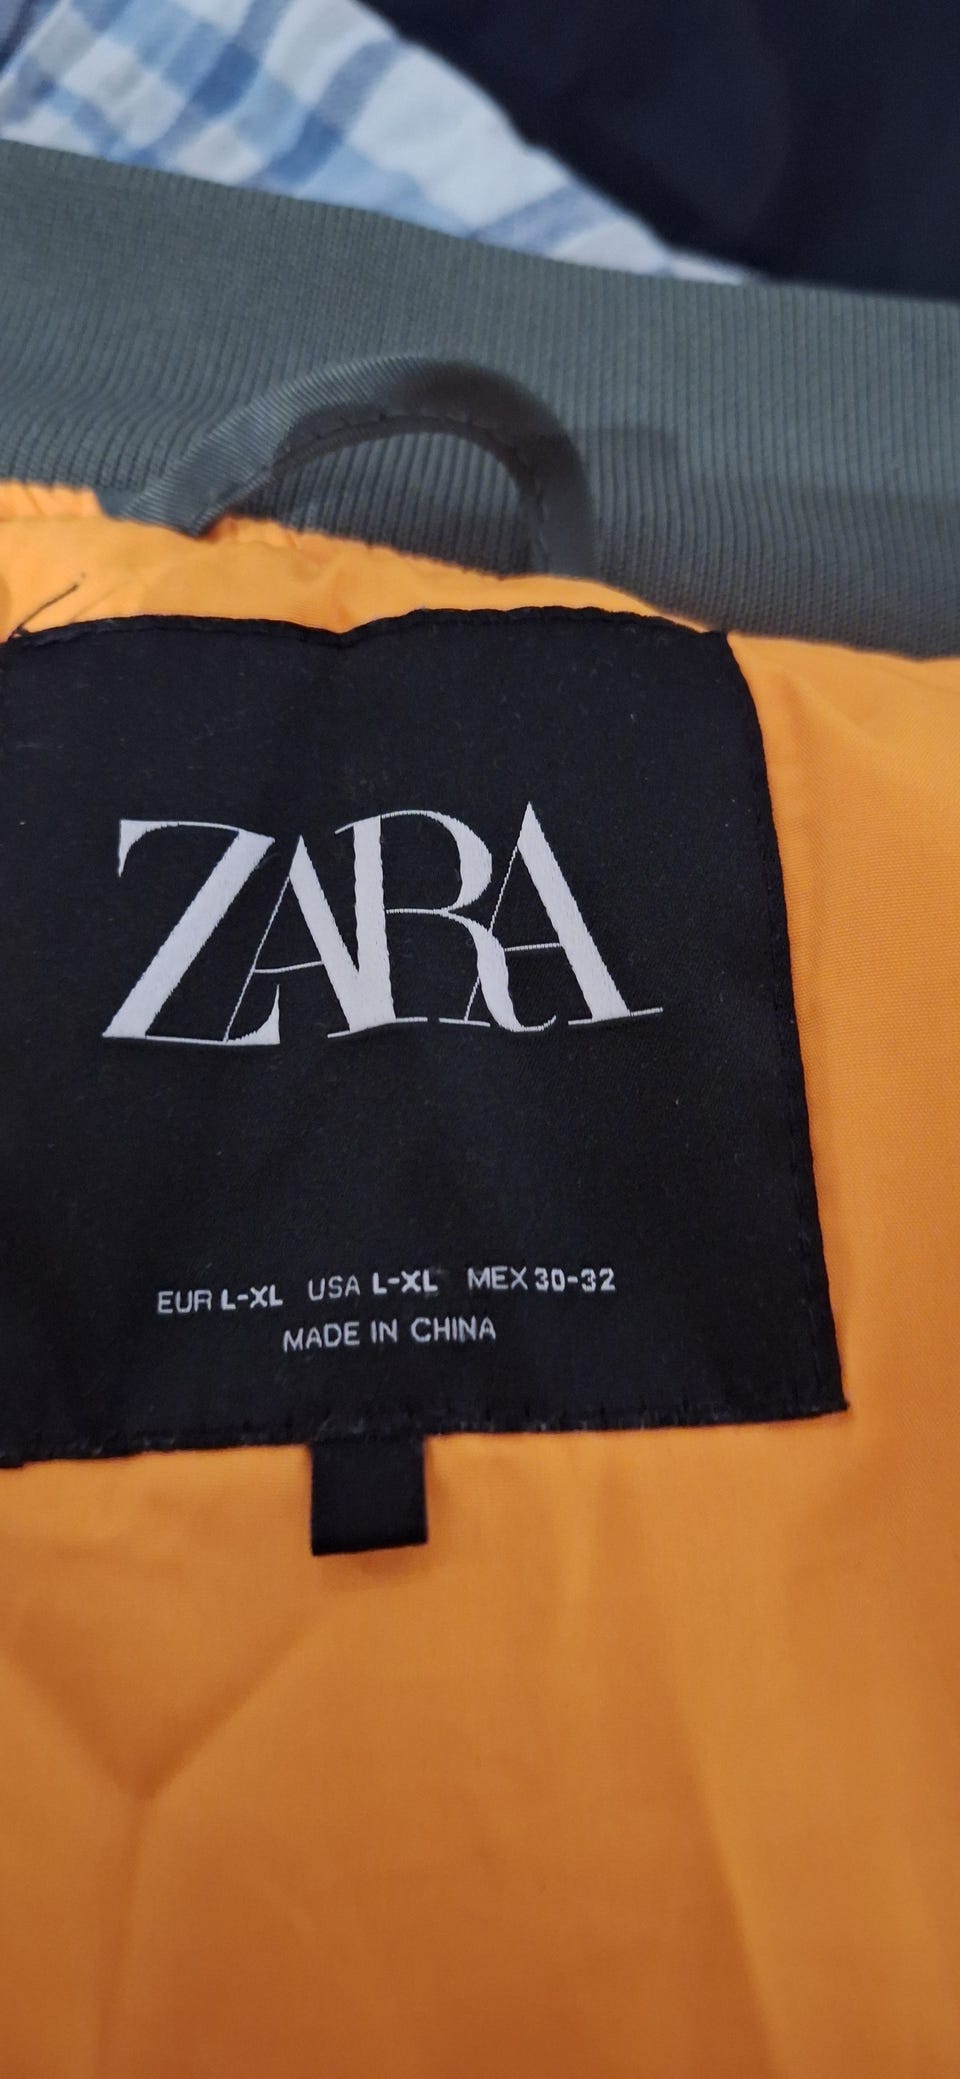 ZARA
EUR L-XL USA L-XL MEX 30-32
MADE IN CHINA